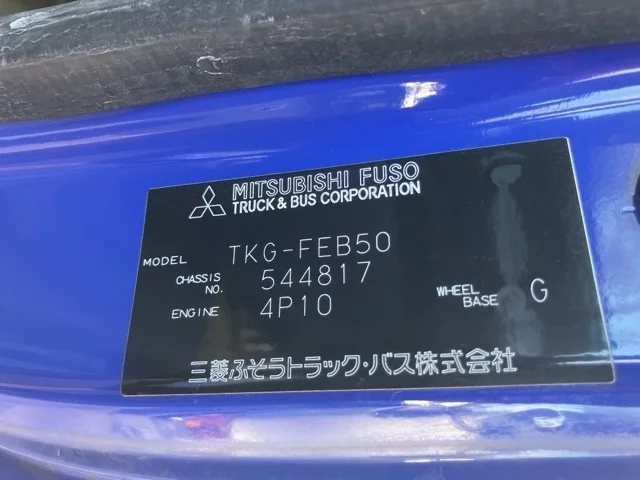 MITSUBISHI FUSO
TRUCK & BUS CORPORATION
MODEL TKG-FEB50
CHASSIS NO. 544817
ENGINE 4P10
WHEEL BASE G
三菱ふそうトラック・バス株式会社